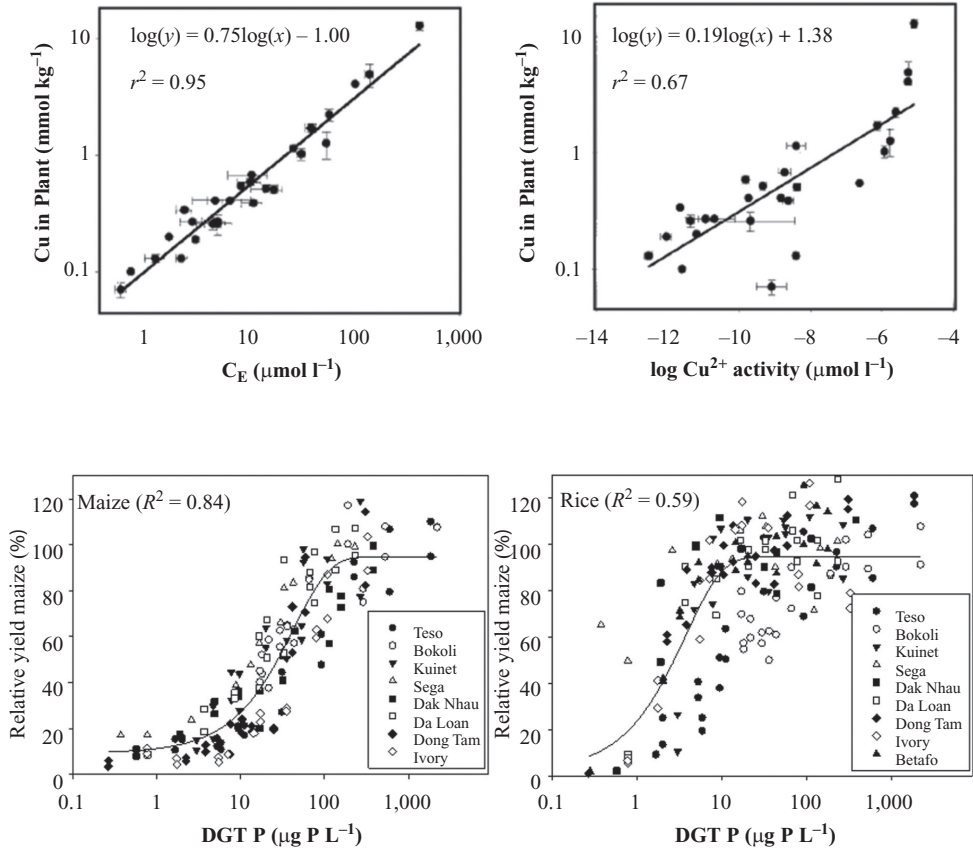 log(y) = 0.75log(x) – 1.00
r² = 0.95
10
1
0.1
Cu in Plant (mmol kg⁻¹)
1 10 100 1,000
C_E (μmol l⁻¹)
log(y) = 0.19log(x) + 1.38
r² = 0.67
10
1
0.1
Cu in Plant (mmol kg⁻¹)
–14 –12 –10 –8 –6 –4
log Cu²⁺ activity (μmol l⁻¹)
Maize (R² = 0.84)
120
100
80
60
40
20
0
Relative yield maize (%)
Teso
Bokoli
Kuinet
Sega
Dak Nhau
Da Loan
Dong Tam
Ivory
0.1 1 10 100 1,000
DGT P (μg P L⁻¹)
Rice (R² = 0.59)
120
100
80
60
40
20
0
Relative yield maize (%)
Teso
Bokoli
Kuinet
Sega
Dak Nhau
Da Loan
Dong Tam
Ivory
Betafo
0.1 1 10 100 1,000
DGT P (μg P L⁻¹)